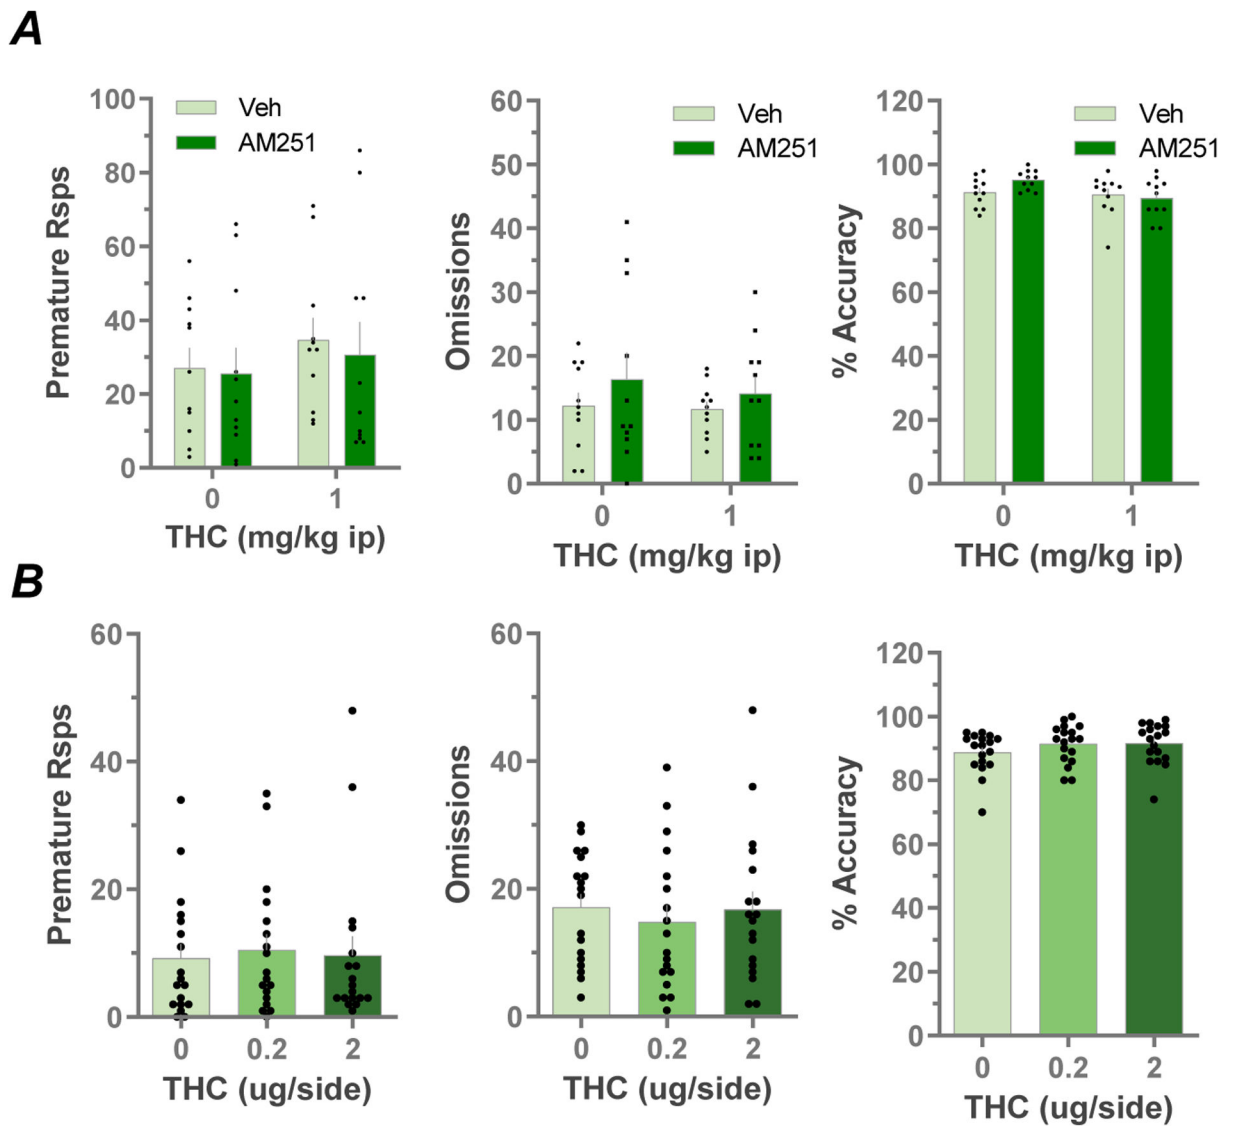 A
Premature Rsps
100
80
60
40
20
0
Veh
AM251
0 1
THC (mg/kg ip)
Omissions
60
50
40
30
20
10
0
Veh
AM251
0 1
THC (mg/kg ip)
% Accuracy
120
100
80
60
40
20
0
Veh
AM251
0 1
THC (mg/kg ip)
B
Premature Rsps
60
40
20
0
0 0.2 2
THC (ug/side)
Omissions
60
40
20
0
0 0.2 2
THC (ug/side)
% Accuracy
120
100
80
60
40
20
0
0 0.2 2
THC (ug/side)